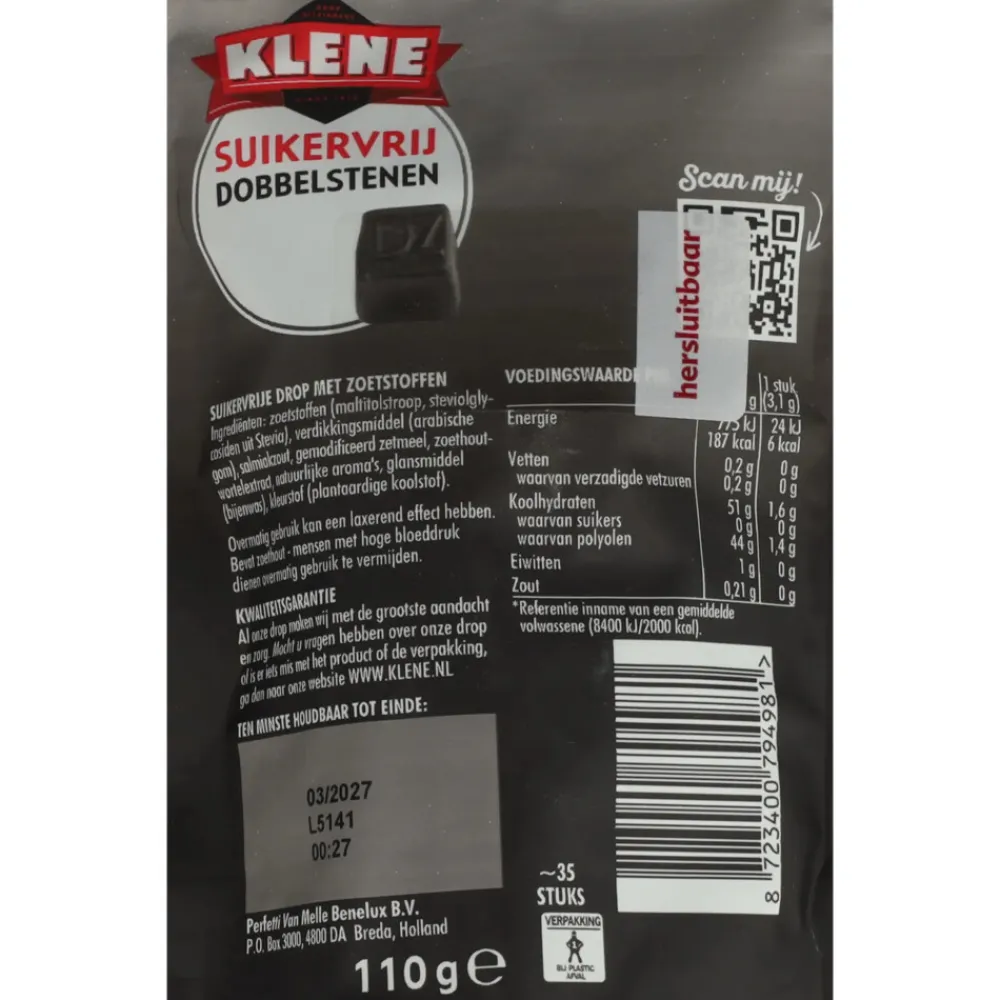 KLENE
SUIKERVRIJ
DOBBELSTENEN
DZ
Scan mij!
hersluitbaar
SUIKERVRIJE DROP MET ZOETSTOFFEN
Ingrediënten: zoetstoffen (maltitolstroop, steviolgly-
cosiden uit Stevia), verdikkingsmiddel (arabische
gom), salmiakzout, gemodificeerd zetmeel, zoethout-
wortelextract, natuurlijke aroma's, glansmiddel
(bijenwas), kleurstof (plantaardige koolstof).
Overmatig gebruik kan een laxerend effect hebben.
Bevat zoethout - mensen met hoge bloeddruk
dienen overmatig gebruik te vermijden.
KWALITEITSGARANTIE
Al onze drop maken wij met de grootste aandacht
en zorg. Mocht u vragen hebben over onze drop
of is er iets mis met het product of de verpakking,
ga dan naar onze website WWW.KLENE.NL
TEN MINSTE HOUDBAAR TOT EINDE:
03/2027
L5141
00:27
Perfetti Van Melle Benelux B.V.
P.O. Box 3000, 4800 DA Breda, Holland
110 g e
VOEDINGSWAARDE
g 1 stuk (3,1 g)
Energie 775 kJ 24 kJ
187 kcal 6 kcal
Vetten 0,2 g 0 g
waarvan verzadigde vetzuren 0,2 g 0 g
Koolhydraten 51 g 1,6 g
waarvan suikers 0 g 0 g
waarvan polyolen 44 g 1,4 g
Eiwitten 1 g 0 g
Zout 0,21 g 0 g
*Referentie inname van een gemiddelde
volwassene (8400 kJ/2000 kcal).
8 723400 794981 >
~35
STUKS
VERPAKKING
BIJ PLASTIC
AFVAL